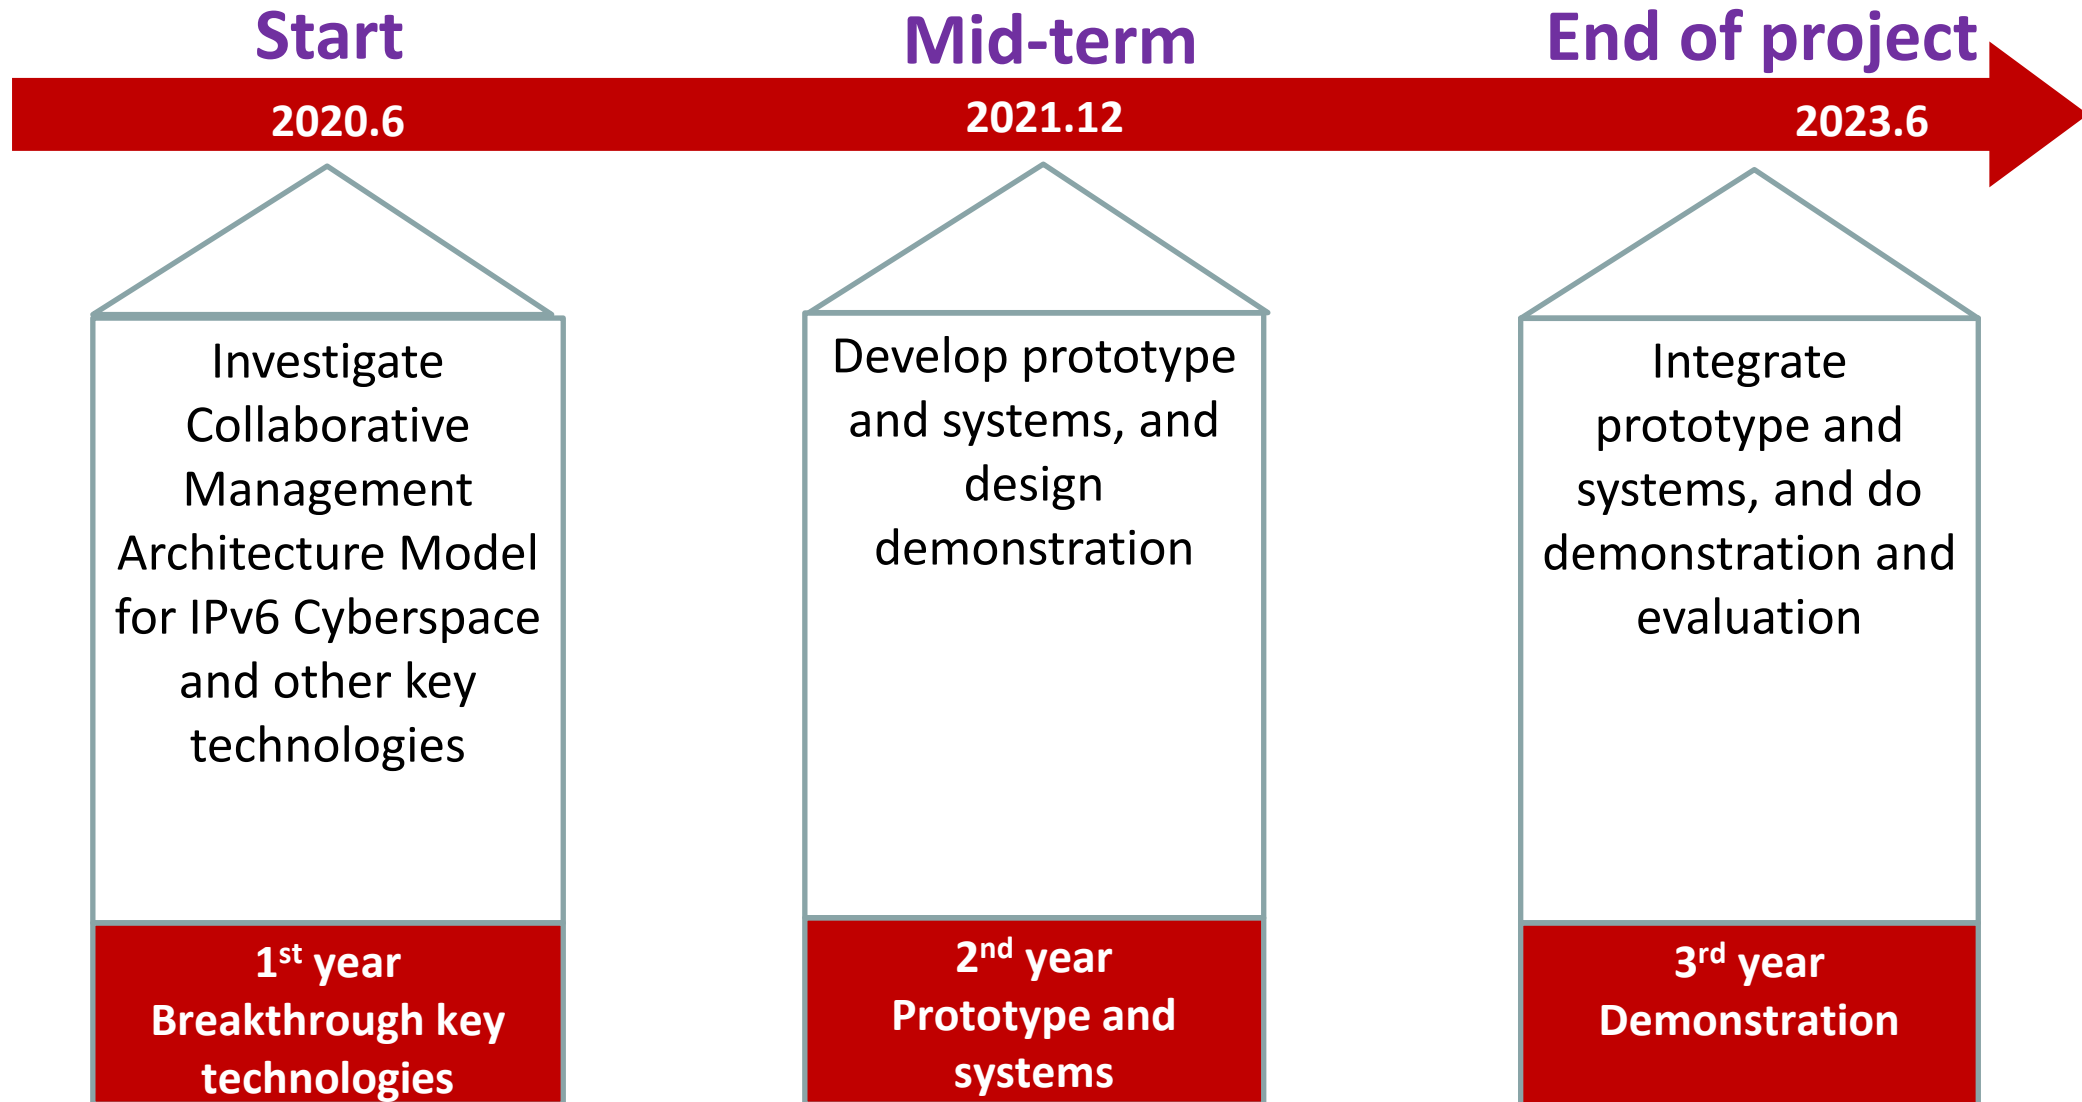 Start
Mid-term
End of project
2020.6
2021.12
2023.6
Investigate
Collaborative
Management
Architecture Model
for IPv6 Cyberspace
and other key
technologies
1st year
Breakthrough key
technologies
Develop prototype
and systems, and
design
demonstration
2nd year
Prototype and
systems
Integrate
prototype and
systems, and do
demonstration and
evaluation
3rd year
Demonstration